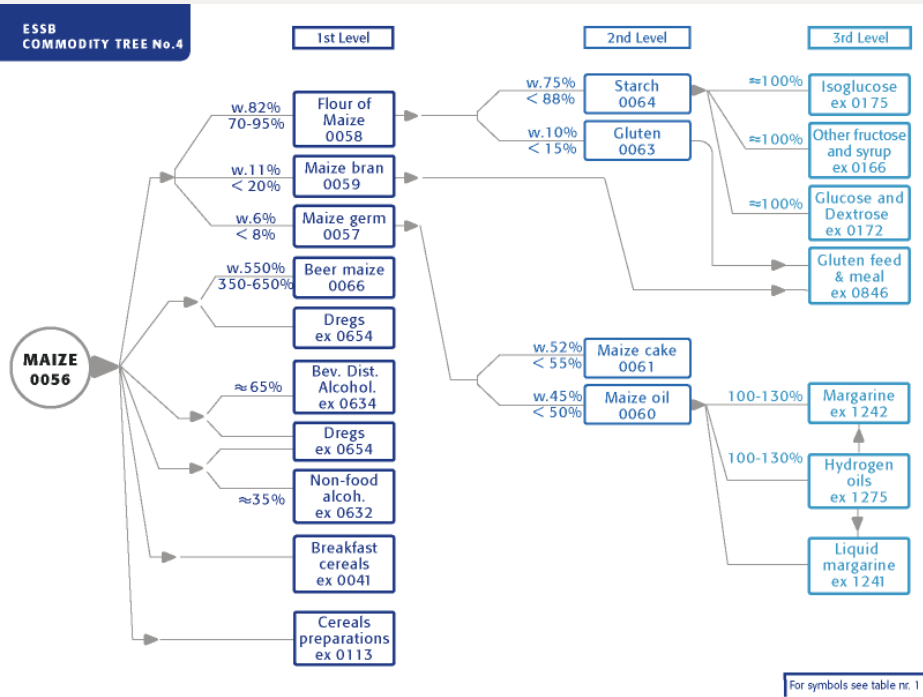 ESSB
COMMODITY TREE No.4
1st Level
2nd Level
3rd Level
MAIZE
0056
w.82%
70-95%
Flour of
Maize
0058
w.11%
< 20%
Maize bran
0059
w.6%
< 8%
Maize germ
0057
w.550%
350-650%
Beer maize
0066
Dregs
ex 0654
≈65%
Bev. Dist.
Alcohol.
ex 0634
Dregs
ex 0654
≈35%
Non-food
alcoh.
ex 0632
Breakfast
cereals
ex 0041
Cereals
preparations
ex 0113
w.75%
< 88%
Starch
0064
w.10%
< 15%
Gluten
0063
w.52%
< 55%
Maize cake
0061
w.45%
< 50%
Maize oil
0060
≈100%
Isoglucose
ex 0175
≈100%
Other fructose
and syrup
ex 0166
≈100%
Glucose and
Dextrose
ex 0172
Gluten feed
& meal
ex 0846
100-130%
Margarine
ex 1242
100-130%
Hydrogen
oils
ex 1275
Liquid
margarine
ex 1241
For symbols see table nr. 1